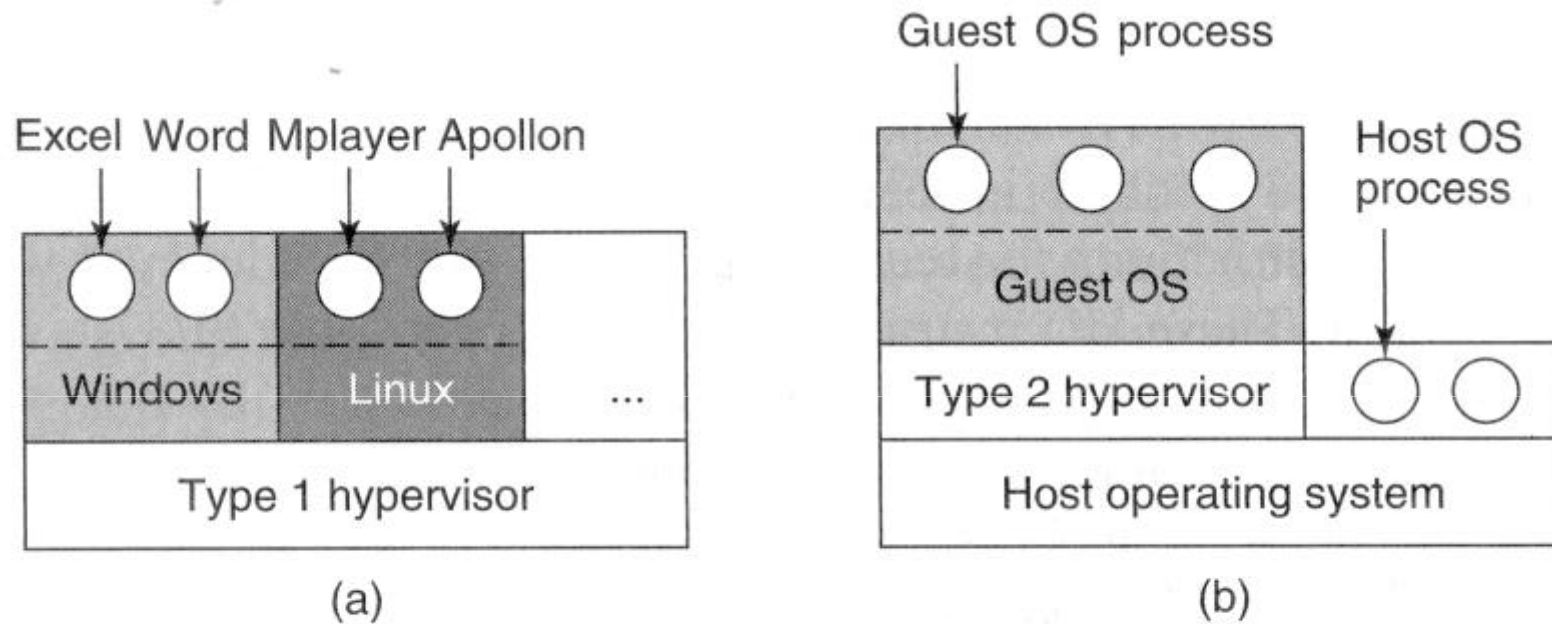 Excel Word Mplayer Apollon
Windows
Linux
...
Type 1 hypervisor
(a)
Guest OS process
Host OS
process
Guest OS
Type 2 hypervisor
Host operating system
(b)